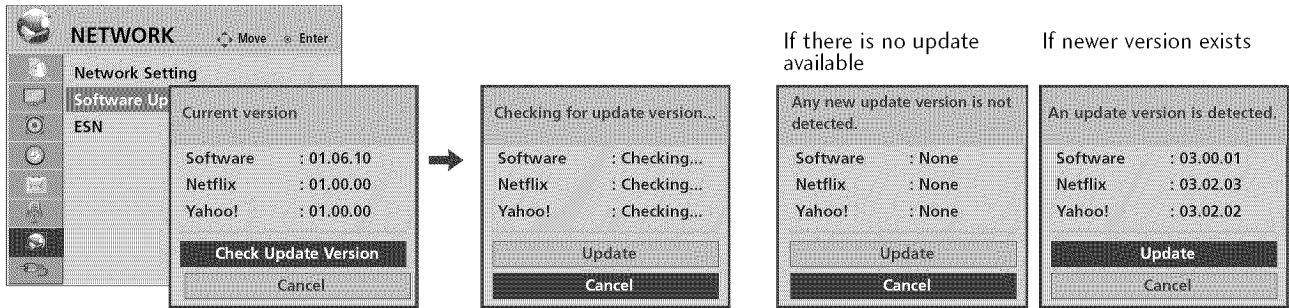 NETWORK
Move
Enter
Network Setting
Software Up
ESN
Current version
Software : 01.06.10
Netflix : 01.00.00
Yahoo! : 01.00.00
Check Update Version
Cancel
Checking for update version...
Software : Checking...
Netflix : Checking...
Yahoo! : Checking...
Update
Cancel
If there is no update
available
Any new update version is not
detected.
Software : None
Netflix : None
Yahoo! : None
Update
Cancel
If newer version exists
An update version is detected.
Software : 03.00.01
Netflix : 03.02.03
Yahoo! : 03.02.02
Update
Cancel